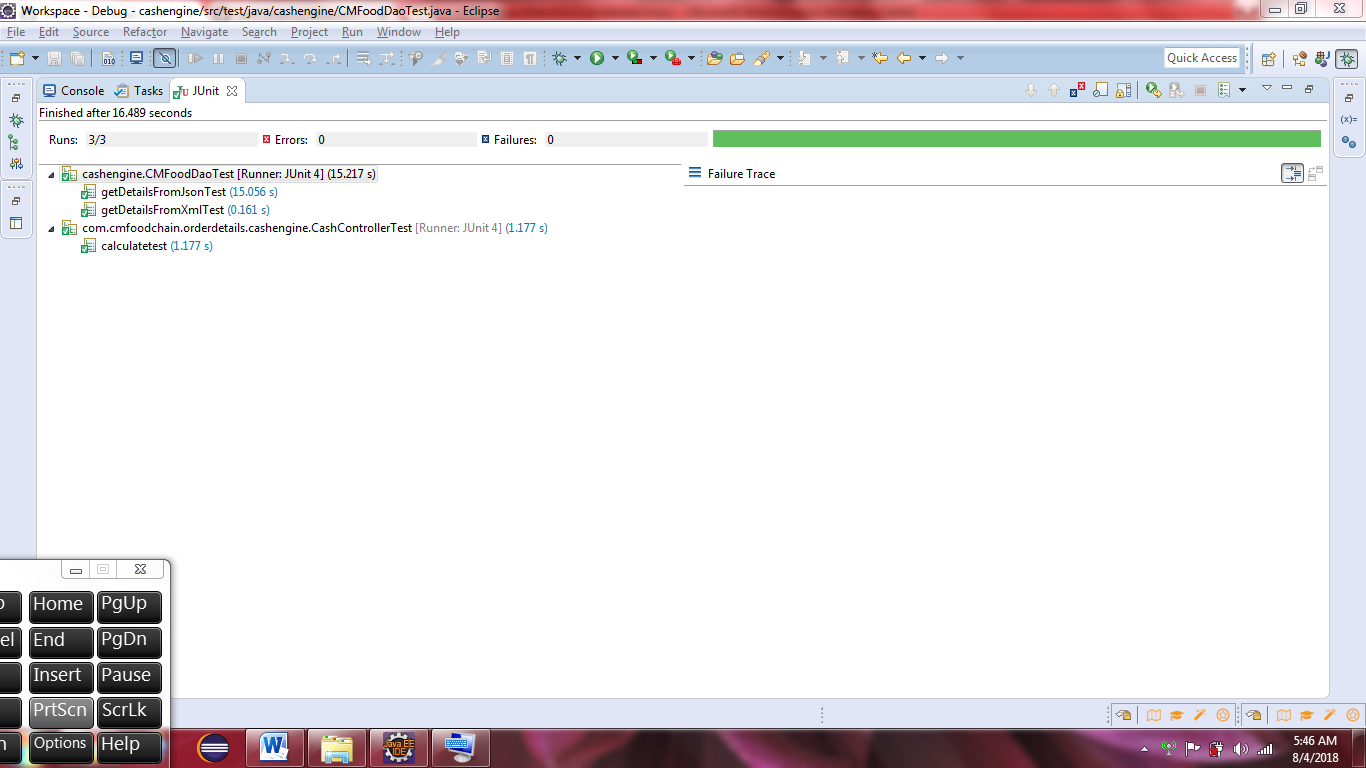 Workspace - Debug - cashengine/src/test/java/cashengine/CMFoodDaoTest.java - Eclipse
File Edit Source Refactor Navigate Search Project Run Window Help
Quick Access
Console Tasks JUnit
Finished after 16.489 seconds
Runs: 3/3 Errors: 0 Failures: 0
cashengine.CMFoodDaoTest [Runner: JUnit 4] (15.217 s)
Failure Trace
getDetailsFromJsonTest (15.056 s)
getDetailsFromXmlTest (0.161 s)
com.cmfoodchain.orderdetails.cashengine.CashControllerTest [Runner: JUnit 4] (1.177 s)
calculatetest (1.177 s)
Home PgUp
el End PgDn
Insert Pause
PrtScn ScrLk
Options Help
Java EE
IDE
5:46 AM
8/4/2018